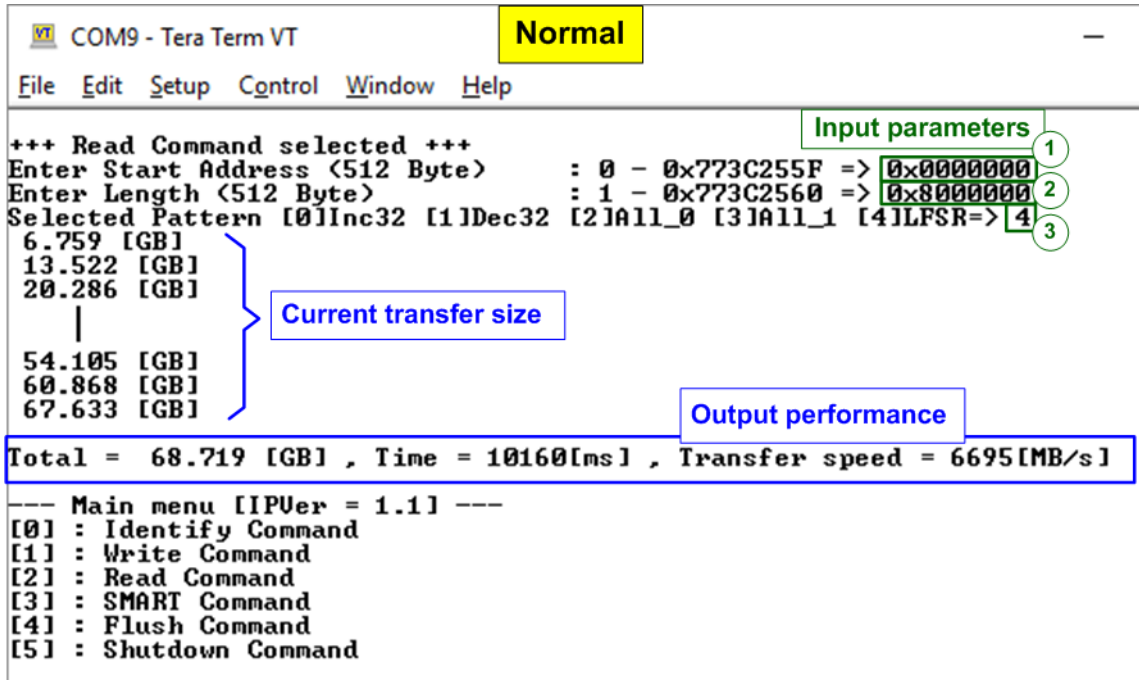 COM9 - Tera Term VT
Normal
File Edit Setup Control Window Help
Input parameters
+++ Read Command selected +++
Enter Start Address (512 Byte) : 0 - 0x773C255F => 0x0000000 1
Enter Length (512 Byte) : 1 - 0x773C2560 => 0x8000000 2
Selected Pattern [0]Inc32 [1]Dec32 [2]All_0 [3]All_1 [4]LFSR=> 4 3
6.759 [GB]
13.522 [GB]
20.286 [GB]
Current transfer size
54.105 [GB]
60.868 [GB]
67.633 [GB]
Output performance
Total = 68.719 [GB] , Time = 10160[ms] , Transfer speed = 6695[MB/s]
--- Main menu [IPVer = 1.1] ---
[0] : Identify Command
[1] : Write Command
[2] : Read Command
[3] : SMART Command
[4] : Flush Command
[5] : Shutdown Command